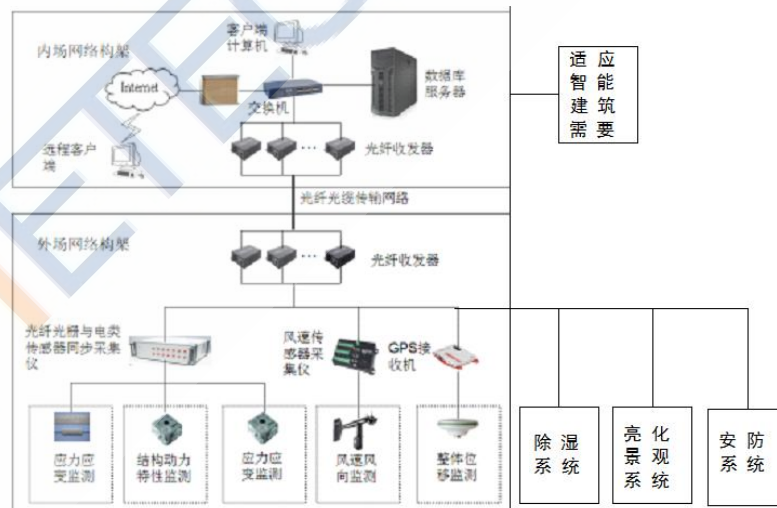 内场网络构架
客户端
计算机
Internet
交换机
数据库
服务器
远程客户
端
光纤收发器
适应
智能
建筑
需要
光纤光缆传输网络
外场网络构架
光纤收发器
光纤光栅与电类
传感器同步采集
仪
风速传
感器采
集仪
GPS接
收机
应力应
变监测
结构动力
特性监测
应力应
变监测
风速风
向监测
整体位
移监测
除湿
系统
亮化
景观
系统
安防
系统